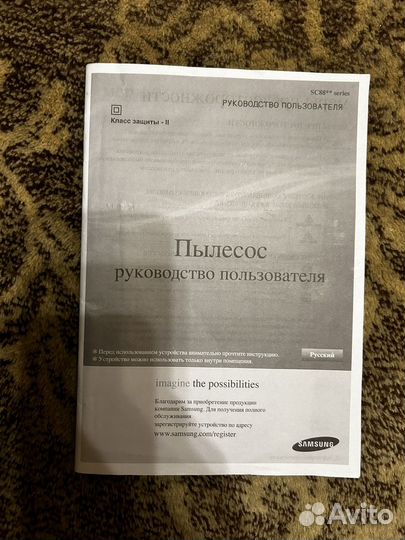 SC88** series
РУКОВОДСТВО ПОЛЬЗОВАТЕЛЯ
Класс защиты - II
Пылесос
руководство пользователя
※ Перед использованием устройства внимательно прочтите инструкцию.
※ Устройство можно использовать только внутри помещения.
Русский
imagine the possibilities
Благодарим за приобретение продукции
компании Samsung. Для получения полного
обслуживания
зарегистрируйте устройство по адресу
www.samsung.com/register
SAMSUNG
Avito